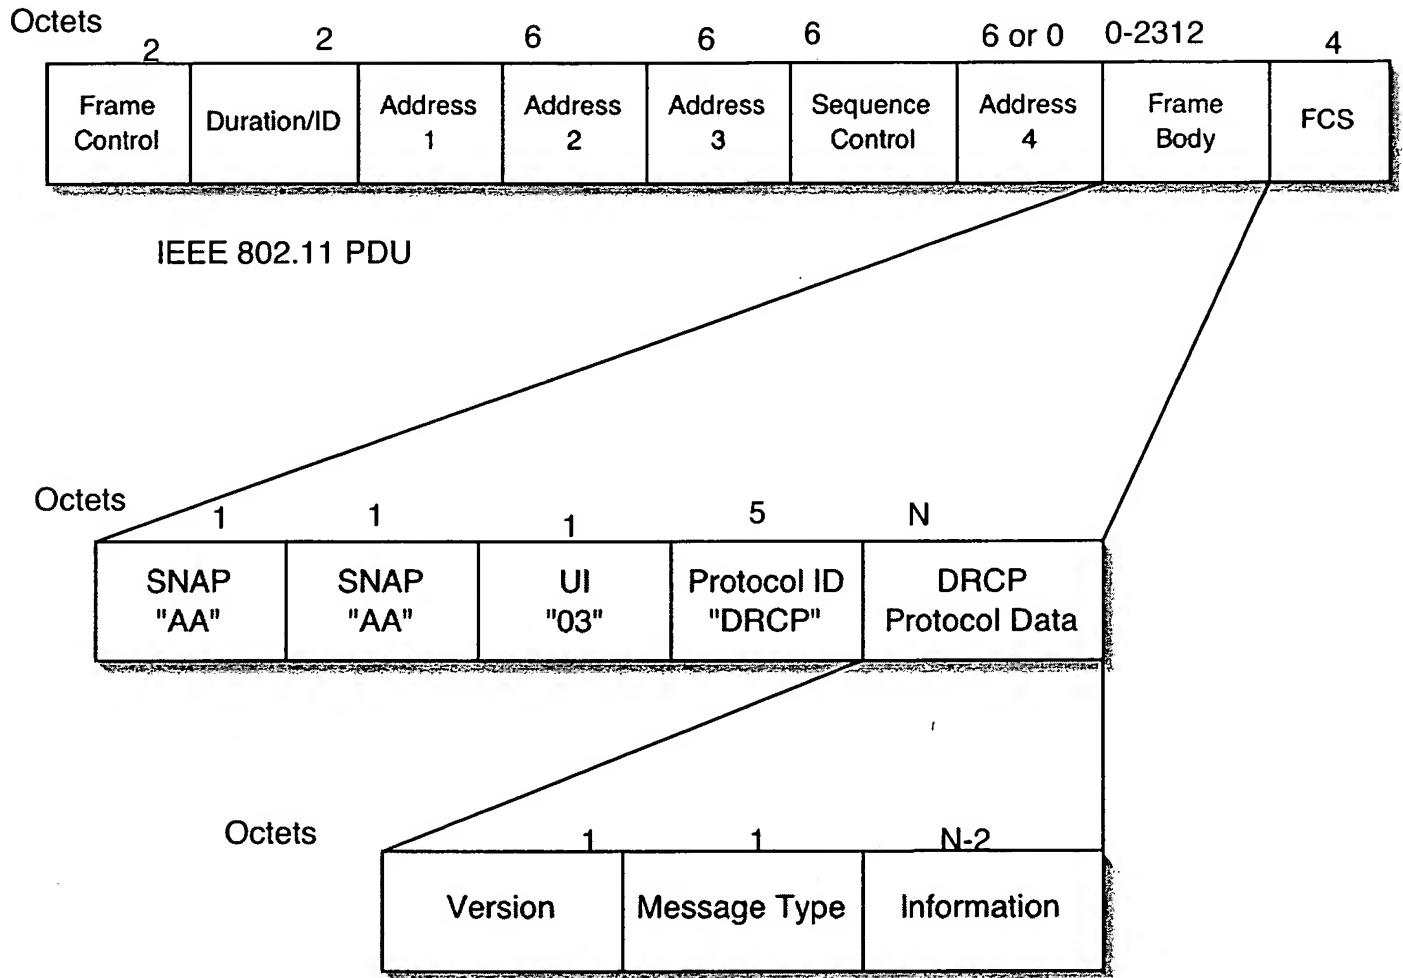 Octets 2 2 6 6 6 6 or 0 0-2312 4
Frame Control Duration/ID Address 1 Address 2 Address 3 Sequence Control Address 4 Frame Body FCS
IEEE 802.11 PDU
Octets 1 1 1 5 N
SNAP SNAP UI Protocol ID DRCP
"AA" "AA" "03" "DRCP" Protocol Data
Octets 1 1 N-2
Version Message Type Information